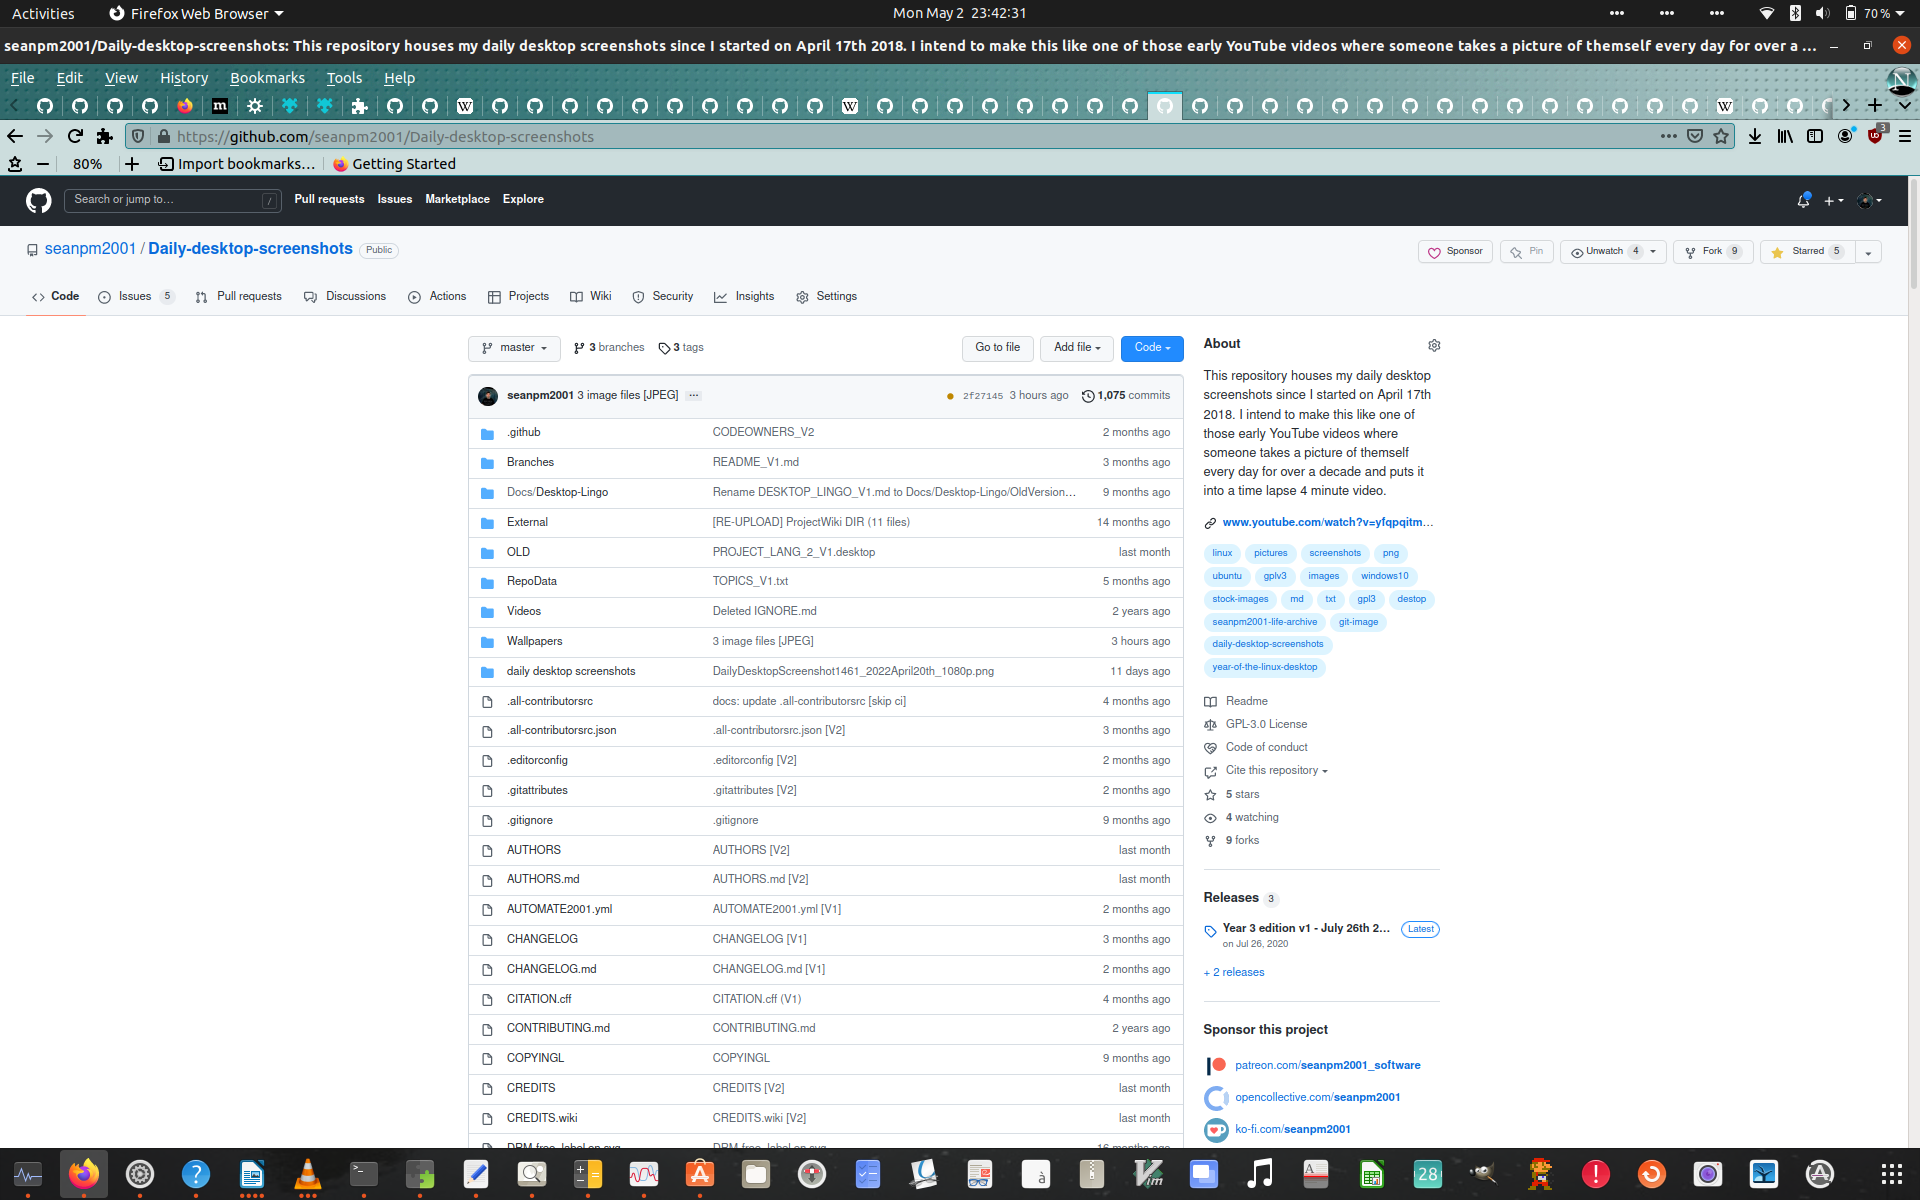 Activities
Firefox Web Browser
Mon May 2 23:42:31
70 %
seanpm2001/Daily-desktop-screenshots: This repository houses my daily desktop screenshots since I started on April 17th 2018. I intend to make this like one of those early YouTube videos where someone takes a picture of themself every day for over a ...
File Edit View History Bookmarks Tools Help
https://github.com/seanpm2001/Daily-desktop-screenshots
3
80%
Import bookmarks...
Getting Started
Search or jump to...
/
Pull requests Issues Marketplace Explore
seanpm2001 / Daily-desktop-screenshots Public
Sponsor
Pin
Unwatch 4
Fork 9
Starred 5
Code
Issues 5
Pull requests
Discussions
Actions
Projects
Wiki
Security
Insights
Settings
master
3 branches
3 tags
Go to file
Add file
Code
seanpm2001 3 image files [JPEG] ...
2f27145 3 hours ago
1,075 commits
.github CODEOWNERS_V2 2 months ago
Branches README_V1.md 3 months ago
Docs/Desktop-Lingo Rename DESKTOP_LINGO_V1.md to Docs/Desktop-Lingo/OldVersion... 9 months ago
External [RE-UPLOAD] ProjectWiki DIR (11 files) 14 months ago
OLD PROJECT_LANG_2_V1.desktop last month
RepoData TOPICS_V1.txt 5 months ago
Videos Deleted IGNORE.md 2 years ago
Wallpapers 3 image files [JPEG] 3 hours ago
daily desktop screenshots DailyDesktopScreenshot1461_2022April20th_1080p.png 11 days ago
.all-contributorsrc docs: update .all-contributorsrc [skip ci] 4 months ago
.all-contributorsrc.json .all-contributorsrc.json [V2] 3 months ago
.editorconfig .editorconfig [V2] 2 months ago
.gitattributes .gitattributes [V2] 2 months ago
.gitignore .gitignore 9 months ago
AUTHORS AUTHORS [V2] last month
AUTHORS.md AUTHORS.md [V2] last month
AUTOMATE2001.yml AUTOMATE2001.yml [V1] 2 months ago
CHANGELOG CHANGELOG [V1] 3 months ago
CHANGELOG.md CHANGELOG.md [V1] 2 months ago
CITATION.cff CITATION.cff (V1) 4 months ago
CONTRIBUTING.md CONTRIBUTING.md 2 years ago
COPYINGL COPYINGL 9 months ago
CREDITS CREDITS [V2] last month
CREDITS.wiki CREDITS.wiki [V2] last month
About
This repository houses my daily desktop
screenshots since I started on April 17th
2018. I intend to make this like one of
those early YouTube videos where
someone takes a picture of themself
every day for over a decade and puts it
into a time lapse 4 minute video.
www.youtube.com/watch?v=yfqpqitm...
linux pictures screenshots png
ubuntu gplv3 images windows10
stock-images md txt gpl3 destop
seanpm2001-life-archive git-image
daily-desktop-screenshots
year-of-the-linux-desktop
Readme
GPL-3.0 License
Code of conduct
Cite this repository
5 stars
4 watching
9 forks
Releases 3
Year 3 edition v1 - July 26th 2... Latest
on Jul 26, 2020
+ 2 releases
Sponsor this project
patreon.com/seanpm2001_software
opencollective.com/seanpm2001
ko-fi.com/seanpm2001
28